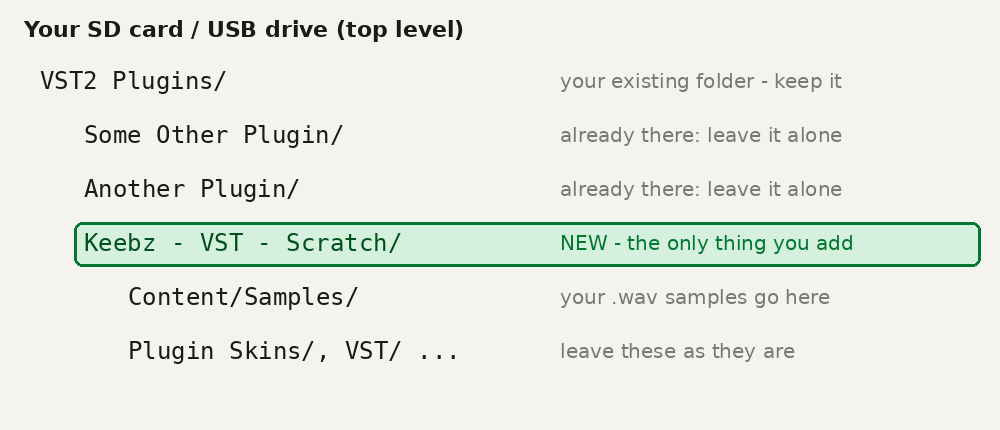 Your SD card / USB drive (top level)
VST2 Plugins/ your existing folder - keep it
Some Other Plugin/ already there: leave it alone
Another Plugin/ already there: leave it alone
Keebz - VST - Scratch/ NEW - the only thing you add
Content/Samples/ your .wav samples go here
Plugin Skins/, VST/ ... leave these as they are